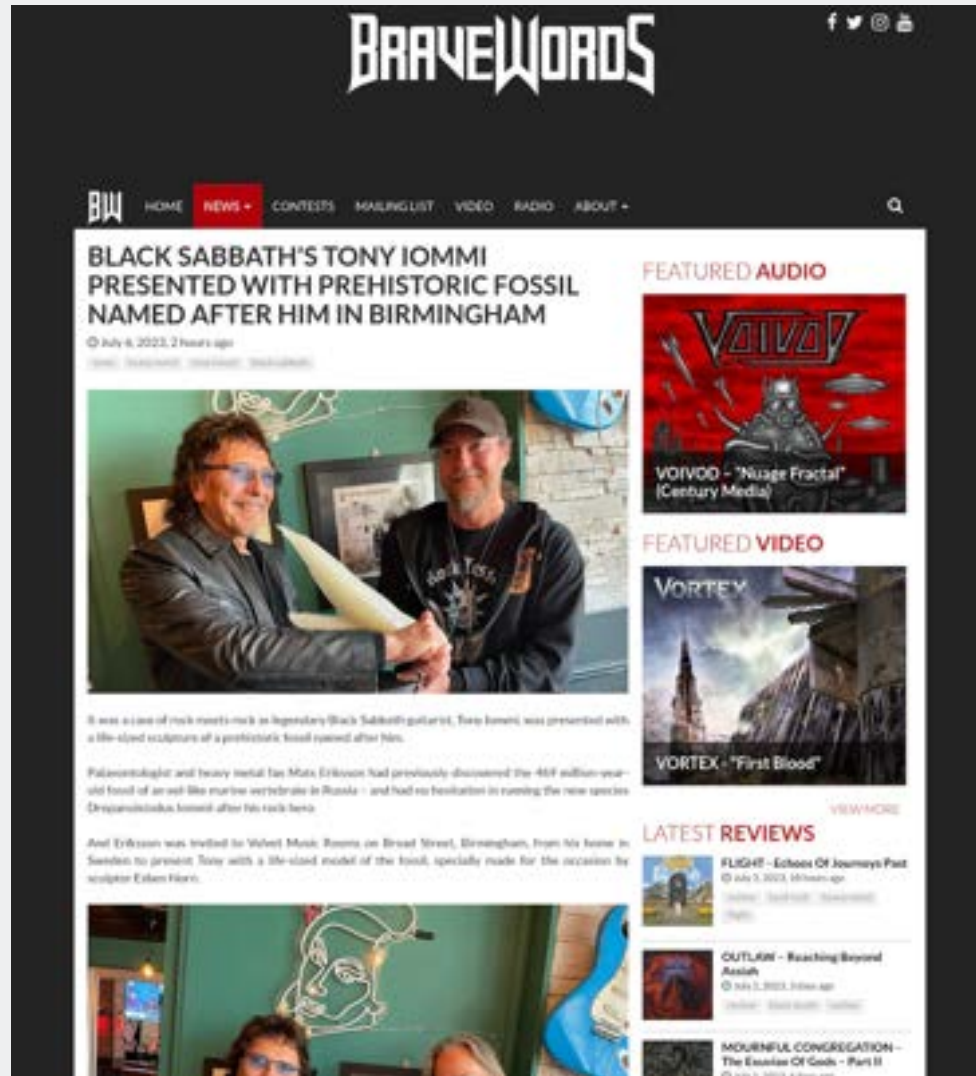 BRAVEWORDS
BW HOME NEWS CONTESTS MAILING LIST VIDEO RADIO ABOUT
BLACK SABBATH'S TONY IOMMI
PRESENTED WITH PREHISTORIC FOSSIL
NAMED AFTER HIM IN BIRMINGHAM
July 6, 2023, 2 hours ago
news black sabbath
It was a case of rock meets rock as legendary Black Sabbath guitarist, Tony Iommi, was presented with
a life-sized sculpture of a prehistoric fossil named after him.
Palaeontologist and heavy metal fan Mats Eriksson had previously discovered the 469 million-year-
old fossil of an eel-like marine vertebrate in Russia – and had no hesitation in naming the new species
Drepanoistodus Iommii after his rock hero.
And Eriksson was invited to Velvet Music Rooms on Broad Street, Birmingham, from his home in
Sweden to present Tony with a life-sized model of the fossil, specially made for the occasion by
sculptor Esben Horn.
FEATURED AUDIO
VOIVOD
VOIVOD – "Nuage Fractal"
(Century Media)
FEATURED VIDEO
VORTEX
VORTEX - "First Blood"
VIEW MORE
LATEST REVIEWS
FLIGHT - Echoes Of Journeys Past
OUTLAW – Reaching Beyond
Assiah
MOURNFUL CONGREGATION –
The Exuviae Of Gods – Part II